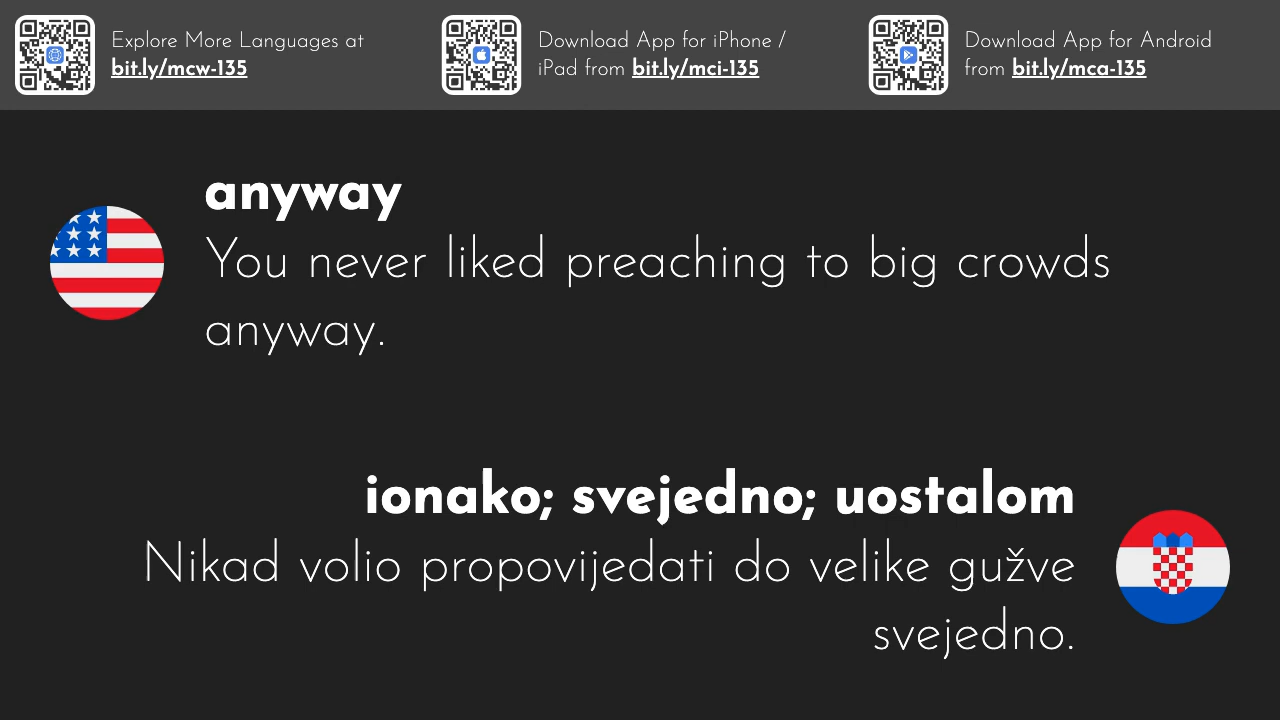 Explore More Languages at
bit.ly/mcw-135
Download App for iPhone /
iPad from bit.ly/mci-135
Download App for Android
from bit.ly/mca-135
anyway
You never liked preaching to big crowds
anyway.
ionako; svejedno; uostalom
Nikad volio propovijedati do velike gužve
svejedno.